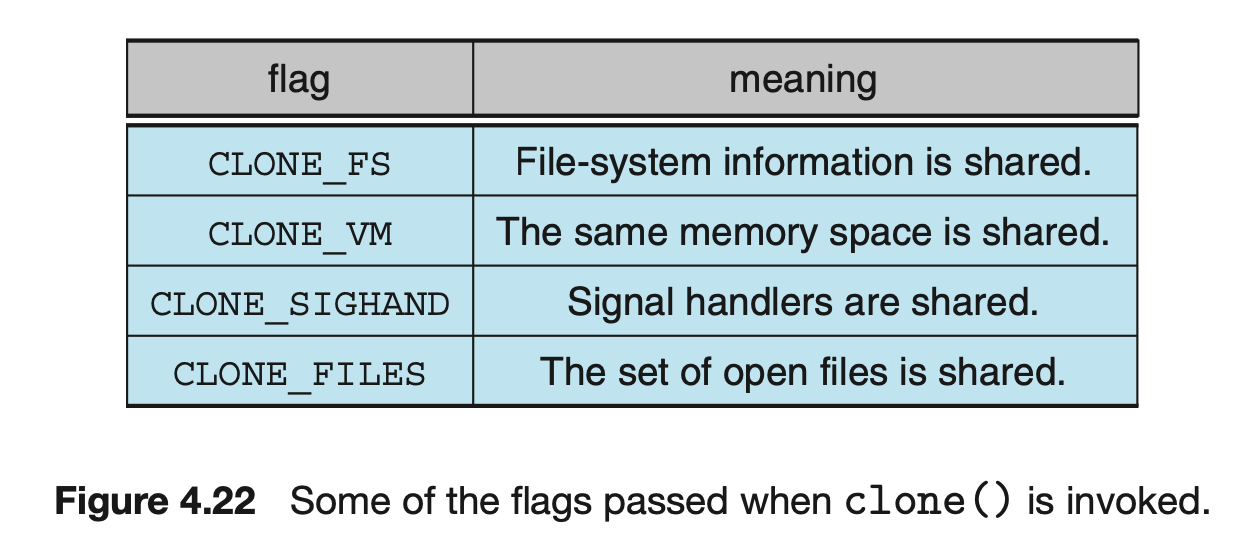 flag meaning
CLONE_FS File-system information is shared.
CLONE_VM The same memory space is shared.
CLONE_SIGHAND Signal handlers are shared.
CLONE_FILES The set of open files is shared.
Figure 4.22 Some of the flags passed when clone() is invoked.